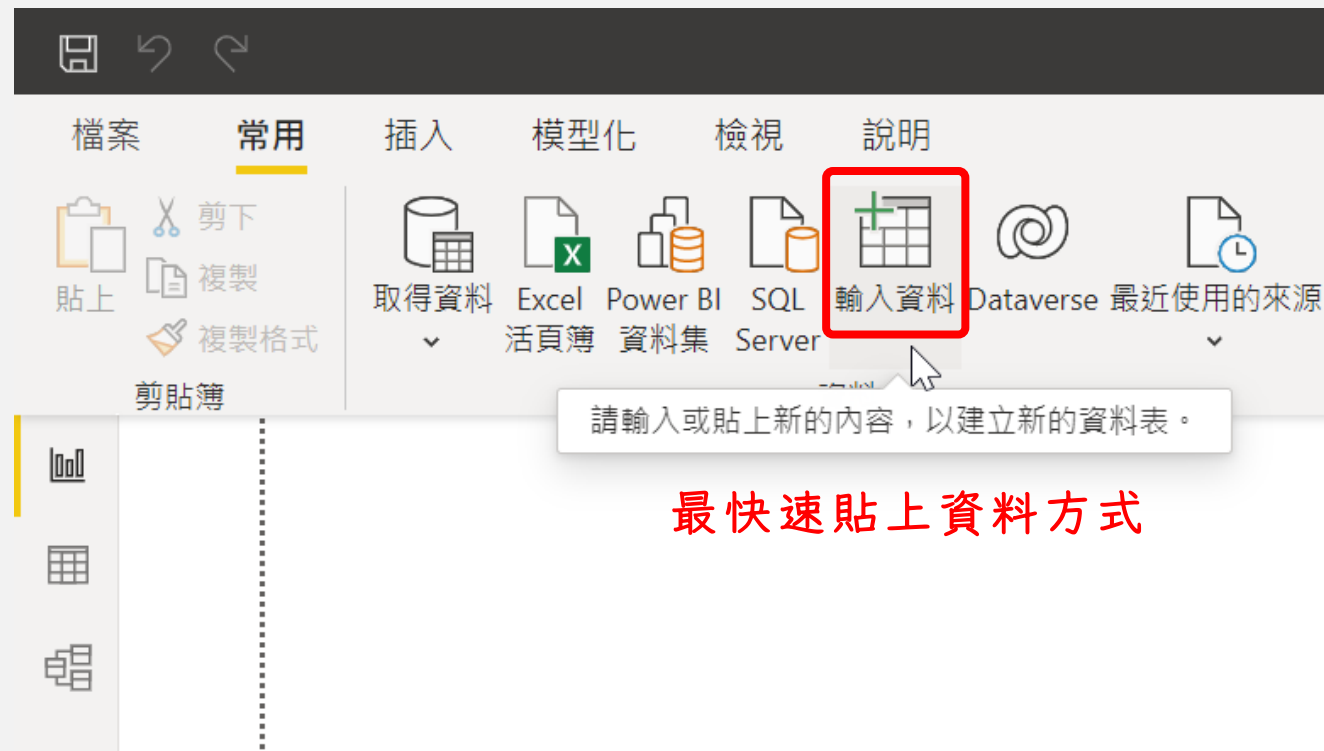 檔案 常用 插入 模型化 檢視 說明
貼上
剪下
複製
複製格式
剪貼簿
取得資料
Excel
活頁簿
Power BI
資料集
SQL
Server
輸入資料
Dataverse
最近使用的來源
請輸入或貼上新的內容，以建立新的資料表。
最快速貼上資料方式